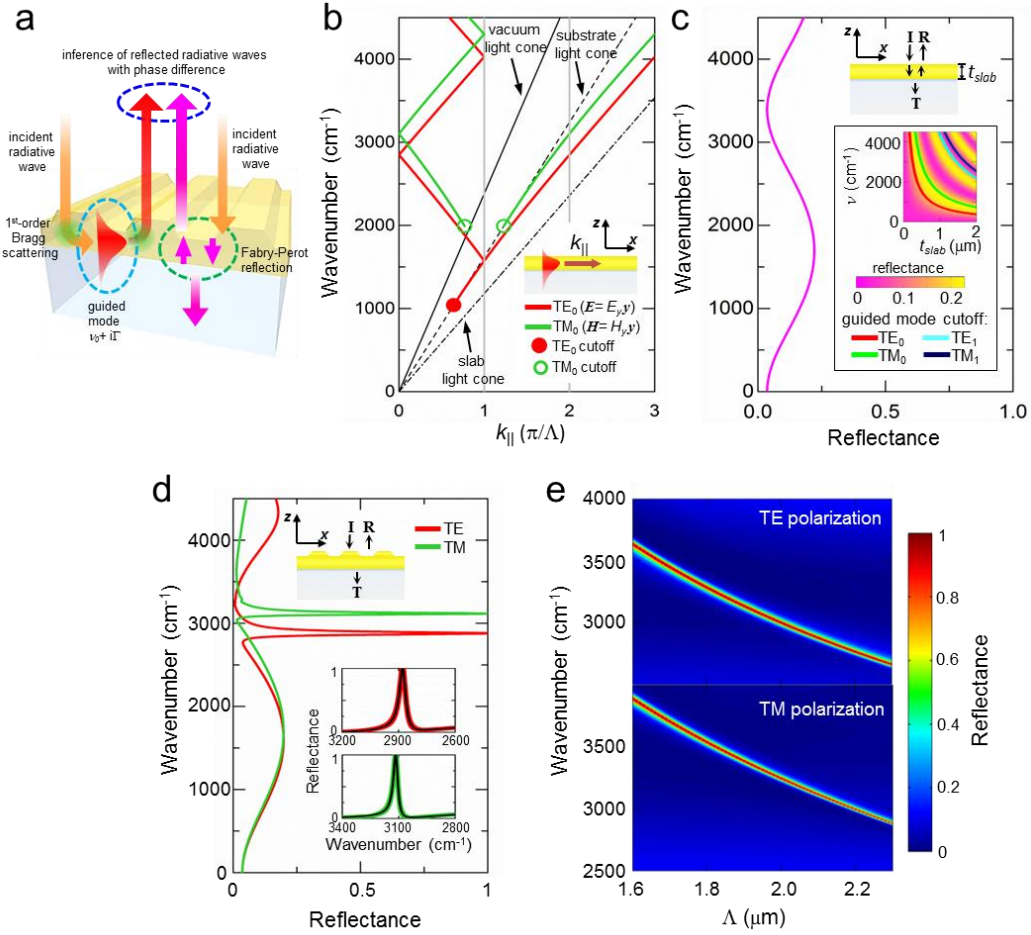 a
inference of reflected radiative waves
with phase difference
incident
radiative
wave
incident
radiative
wave
1st-order
Bragg
scattering
Fabry-Perot
reflection
guided
mode
ν0+ iΓ
b
Wavenumber (cm-1)
4000
3000
2000
1000
0
vacuum
light cone
substrate
light cone
z
x
k||
TE0 (E= Ey,y)
TM0 (H= Hy,y)
TE0 cutoff
TM0 cutoff
slab
light cone
0 1 2 3
k|| (π/Λ)
c
Wavenumber (cm-1)
4000
3000
2000
1000
0
z
x
I R
T
tslab
ν (cm-1)
4000
2000
0
0 1 2
tslab (μm)
reflectance
0 0.1 0.2
guided mode cutoff:
TE0 TE1
TM0 TM1
0.0 0.5 1.0
Reflectance
d
Wavenumber (cm-1)
4000
3000
2000
1000
0
z
x
I R
T
TE
TM
Reflectance
1
0
3200 2900 2600
1
0
3400 3100 2800
Wavenumber (cm-1)
0 0.5 1
Reflectance
e
Wavenumber (cm-1)
4000
3500
3000
TE polarization
3500
3000
2500
TM polarization
1.6 1.8 2.0 2.2
Λ (μm)
1
0.8
0.6
0.4
0.2
0
Reflectance